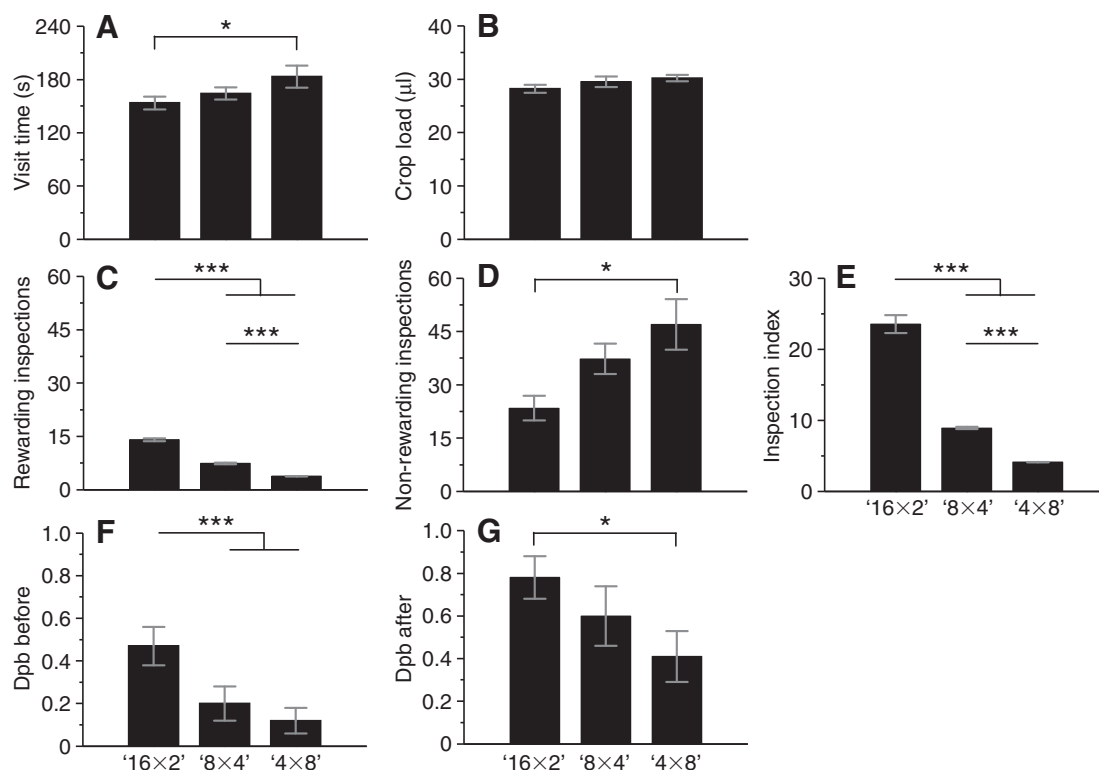 A
Visit time (s)
240
180
120
60
0
*
B
Crop load (µl)
40
30
20
10
0
C
Rewarding inspections
60
45
30
15
0
***
***
D
Non-rewarding inspections
60
45
30
15
0
*
E
Inspection index
30
20
10
0
***
***
‘16×2’ ‘8×4’ ‘4×8’
F
Dpb before
1.0
0.8
0.6
0.4
0.2
0
***
‘16×2’ ‘8×4’ ‘4×8’
G
Dpb after
1.0
0.8
0.6
0.4
0.2
0
*
‘16×2’ ‘8×4’ ‘4×8’